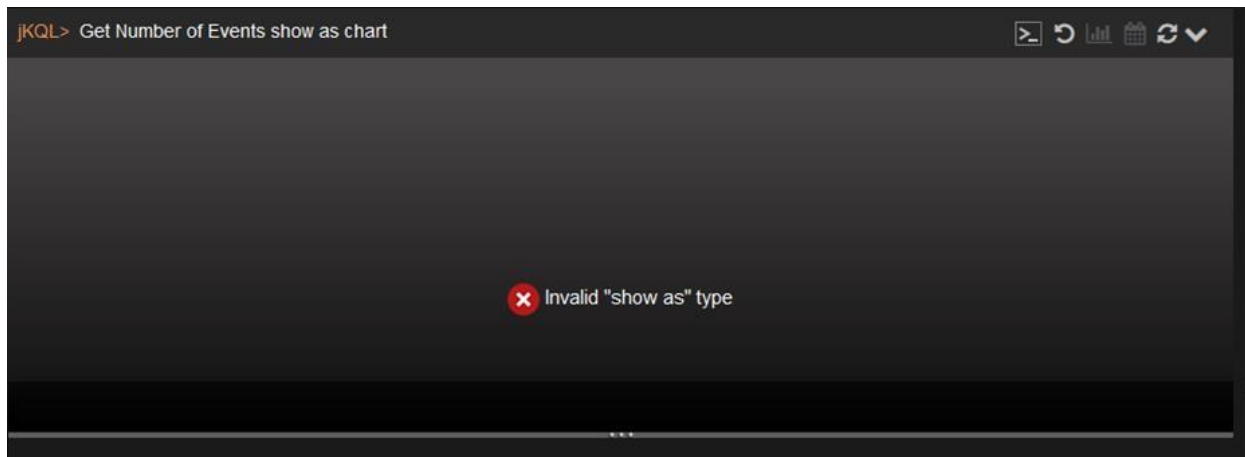 jKQL> Get Number of Events show as chart
Invalid "show as" type